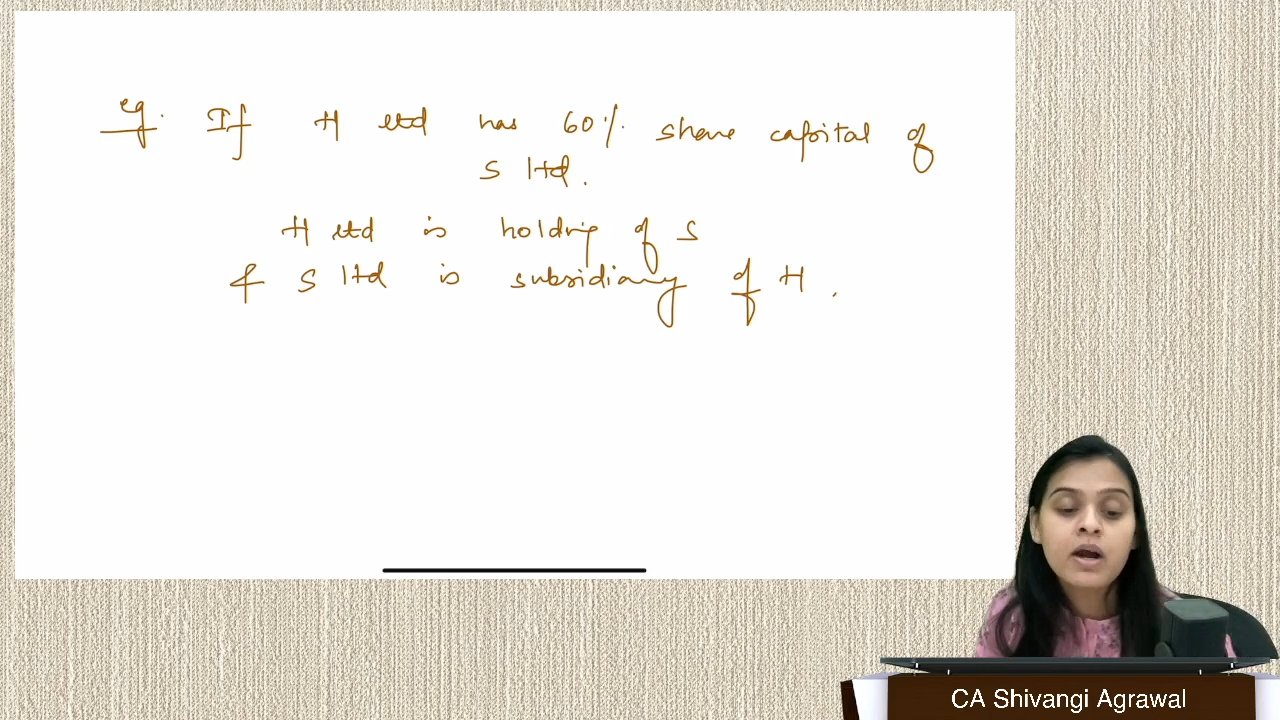 eg. If H ltd has 60% share capital of
S ltd.
H ltd is holding of S
& S ltd is subsidiary of H.
CA Shivangi Agrawal